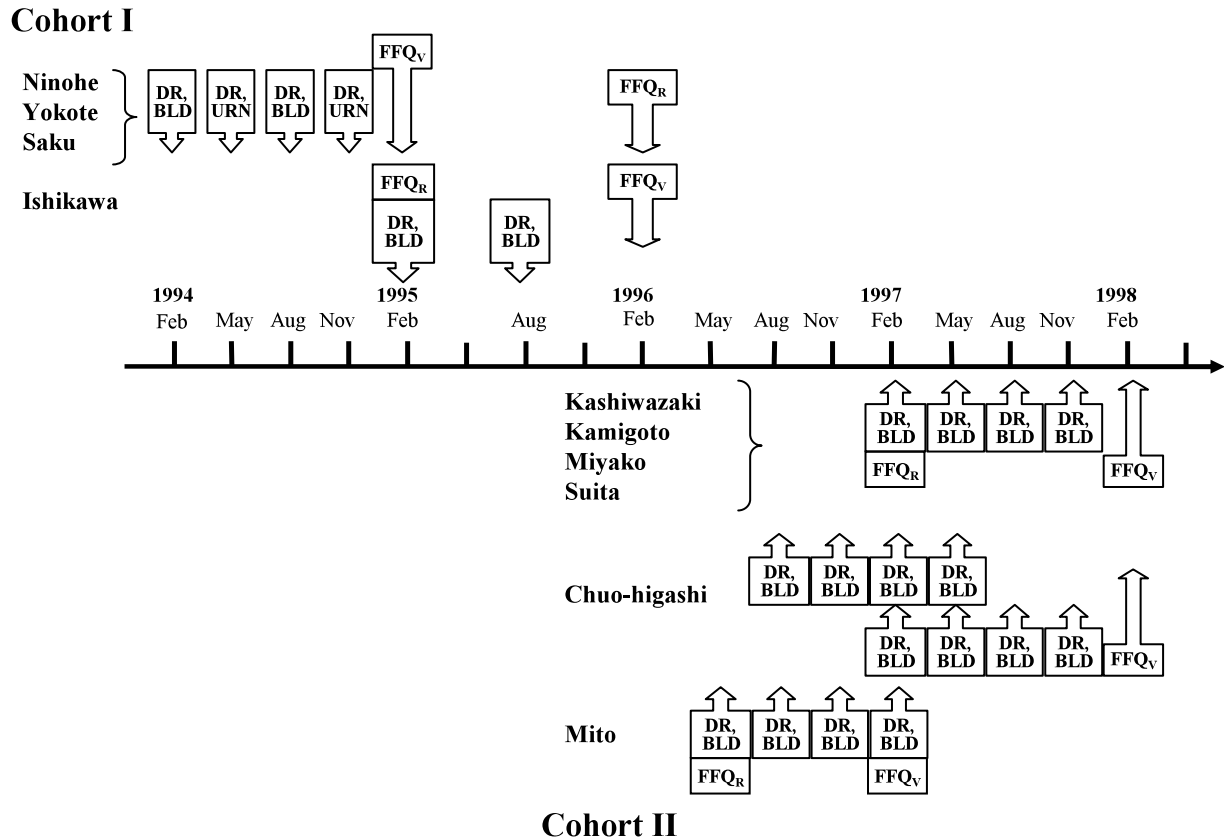 Cohort I
FFQV
Ninohe
Yokote
Saku
DR,
BLD
DR,
URN
DR,
BLD
DR,
URN
FFQR
Ishikawa
FFQR
DR,
BLD
DR,
BLD
FFQV
1994
Feb
May
Aug
Nov
1995
Feb
Aug
1996
Feb
May
Aug
Nov
1997
Feb
May
Aug
Nov
1998
Feb
Kashiwazaki
Kamigoto
Miyako
Suita
DR,
BLD
DR,
BLD
DR,
BLD
DR,
BLD
FFQR
FFQV
Chuo-higashi
DR,
BLD
DR,
BLD
DR,
BLD
DR,
BLD
DR,
BLD
DR,
BLD
DR,
BLD
DR,
BLD
FFQV
Mito
DR,
BLD
DR,
BLD
DR,
BLD
DR,
BLD
FFQR
FFQV
Cohort II